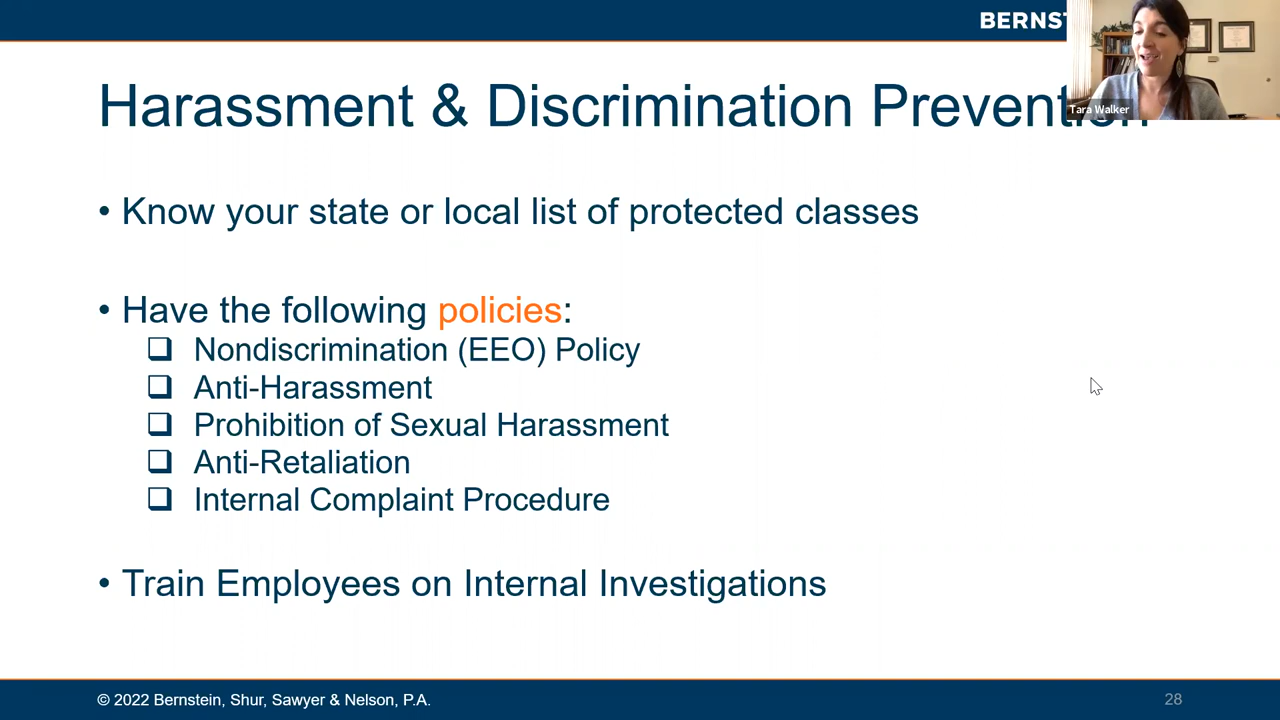 BERNST
Harassment & Discrimination Prevention
Tara Walker
• Know your state or local list of protected classes
• Have the following policies:
❑ Nondiscrimination (EEO) Policy
❑ Anti-Harassment
❑ Prohibition of Sexual Harassment
❑ Anti-Retaliation
❑ Internal Complaint Procedure
• Train Employees on Internal Investigations
© 2022 Bernstein, Shur, Sawyer & Nelson, P.A.
28